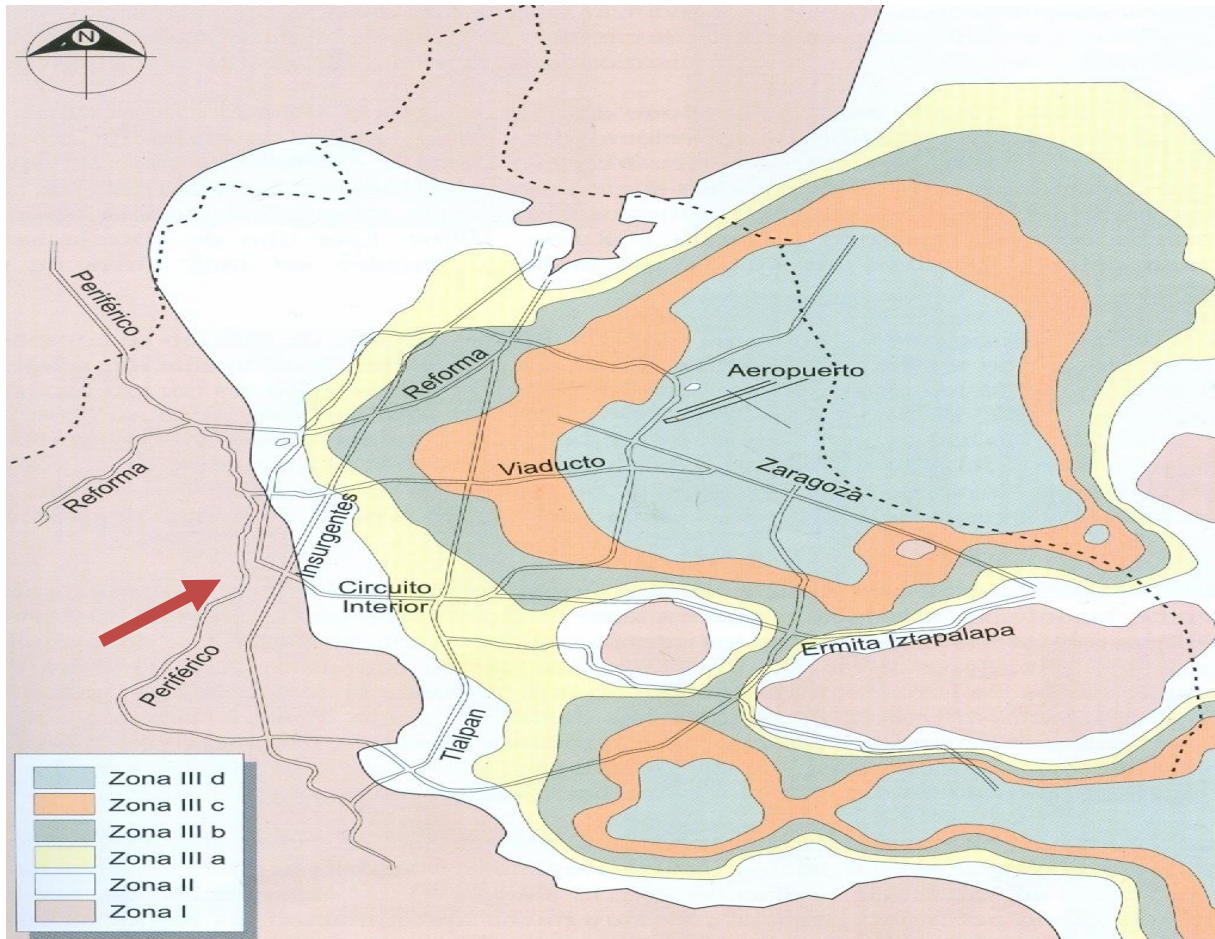 N
Periférico
Reforma
Aeropuerto
Reforma
Viaducto
Zaragoza
Insurgentes
Circuito
Interior
Ermita Iztapalapa
Periférico
Tlalpan
Zona III d
Zona III c
Zona III b
Zona III a
Zona II
Zona I